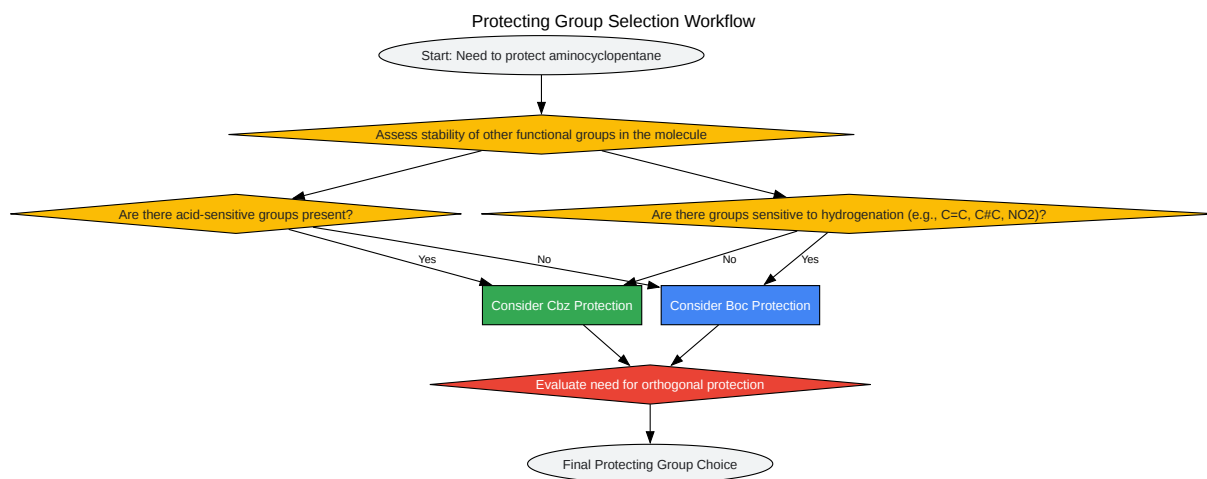 Protecting Group Selection Workflow
Start: Need to protect aminocyclopentane
Assess stability of other functional groups in the molecule
Are there acid-sensitive groups present?
Are there groups sensitive to hydrogenation (e.g., C=C, C#C, NO2)?
Yes
No
No
Yes
Consider Cbz Protection
Consider Boc Protection
Evaluate need for orthogonal protection
Final Protecting Group Choice